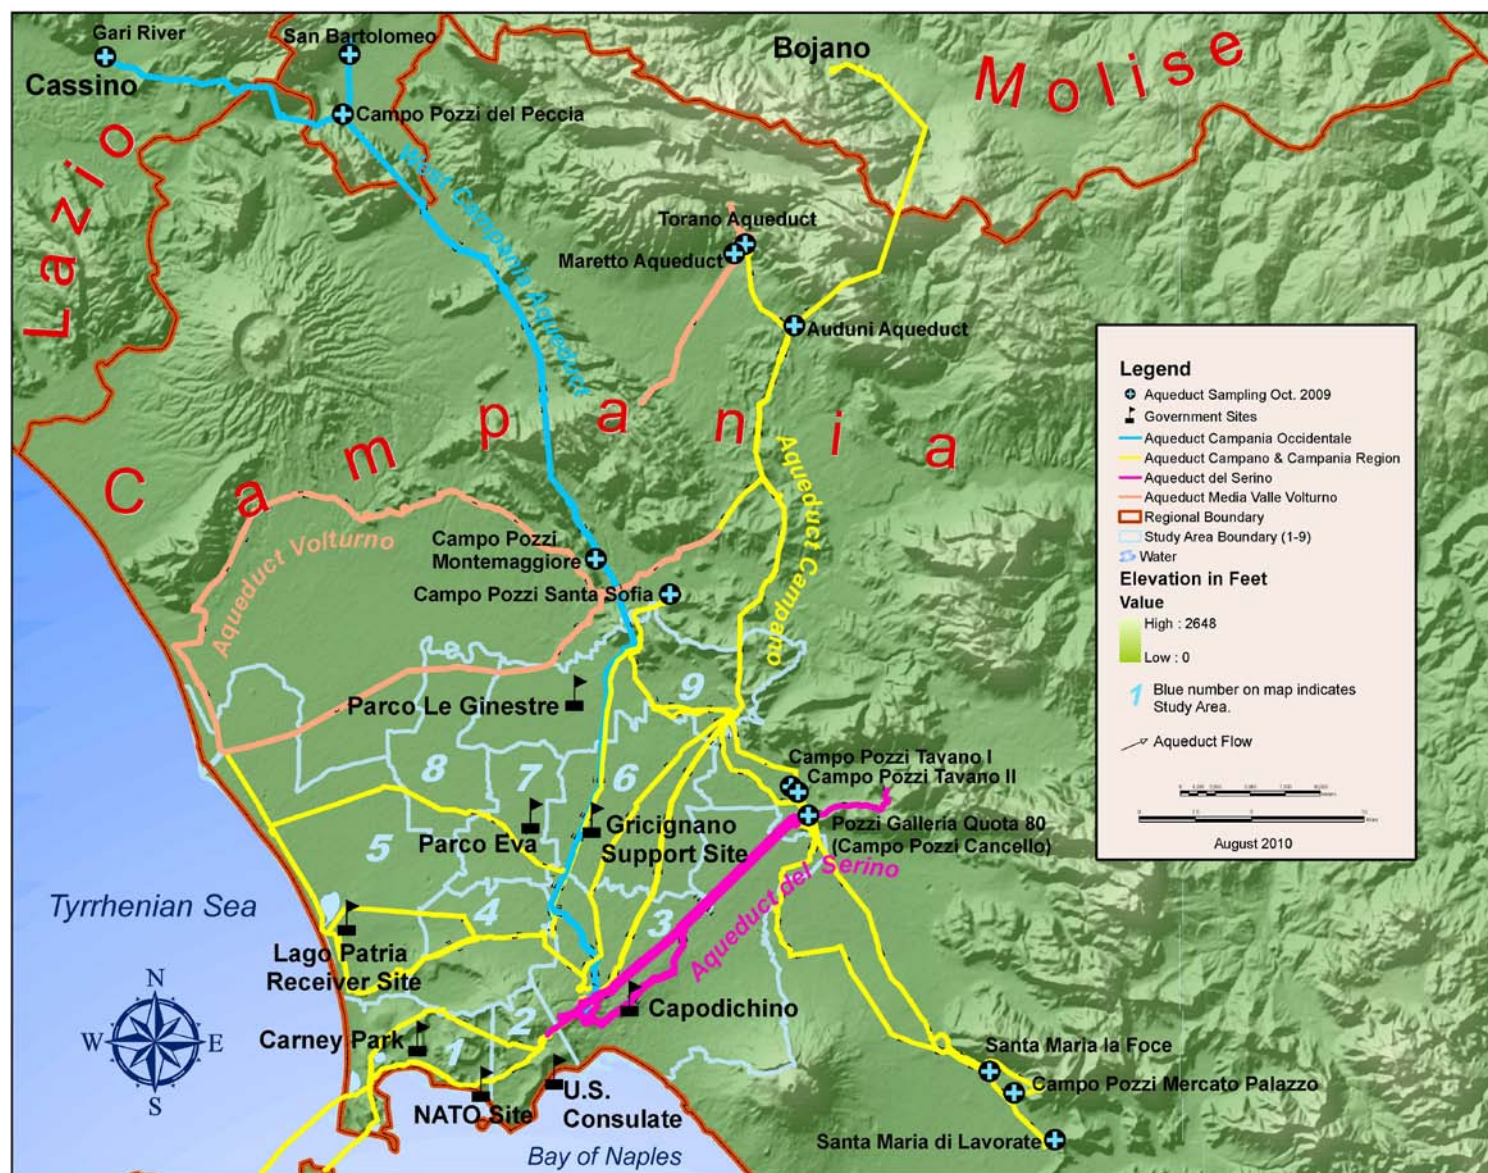 Gari River
San Bartolomeo
Bojano
Molise
Cassino
Campo Pozzi del Peccia
Lazio
West Campania Aqueduct
Torano Aqueduct
Maretto Aqueduct
Auduni Aqueduct
Campania
Aqueduct Campano
Aqueduct Volturno
Campo Pozzi
Montemaggiore
Campo Pozzi Santa Sofia
9
Parco Le Ginestre
8
7
6
Campo Pozzi Tavano I
Campo Pozzi Tavano II
Parco Eva
Gricignano
Support Site
Pozzi Galleria Quota 80
(Campo Pozzi Cancello)
5
4
3
Aqueduct del Serino
Tyrrhenian Sea
Lago Patria
Receiver Site
Capodichino
Carney Park
1
2
NATO Site
U.S.
Consulate
Bay of Naples
Santa Maria la Foce
Campo Pozzi Mercato Palazzo
Santa Maria di Lavorate
N
W
E
S
Legend
Aqueduct Sampling Oct. 2009
Government Sites
Aqueduct Campania Occidentale
Aqueduct Campano & Campania Region
Aqueduct del Serino
Aqueduct Media Valle Volturno
Regional Boundary
Study Area Boundary (1-9)
Water
Elevation in Feet
Value
High : 2648
Low : 0
1
Blue number on map indicates
Study Area.
Aqueduct Flow
August 2010